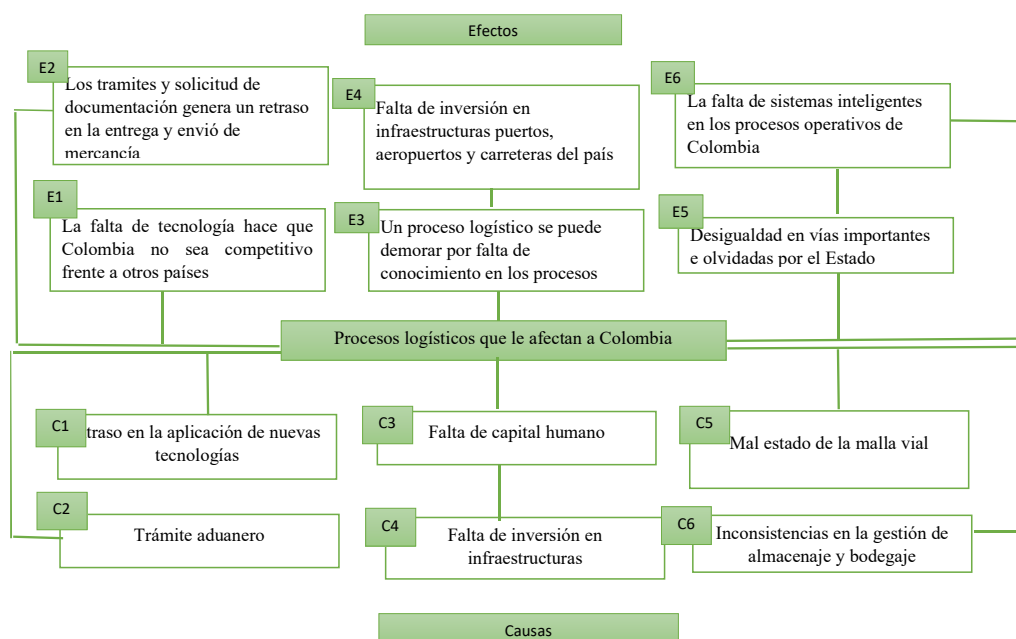 Efectos
E2
Los tramites y solicitud de
documentación genera un retraso
en la entrega y envió de
mercancía
E4
Falta de inversión en
infraestructuras puertos,
aeropuertos y carreteras del país
E6
La falta de sistemas inteligentes
en los procesos operativos de
Colombia
E1
La falta de tecnología hace que
Colombia no sea competitivo
frente a otros países
E3
Un proceso logístico se puede
demorar por falta de
conocimiento en los procesos
E5
Desigualdad en vías importantes
e olvidadas por el Estado
Procesos logísticos que le afectan a Colombia
C1
traso en la aplicación de nuevas
tecnologías
C3
Falta de capital humano
C5
Mal estado de la malla vial
C2
Trámite aduanero
C4
Falta de inversión en
infraestructuras
C6
Inconsistencias en la gestión de
almacenaje y bodegaje
Causas